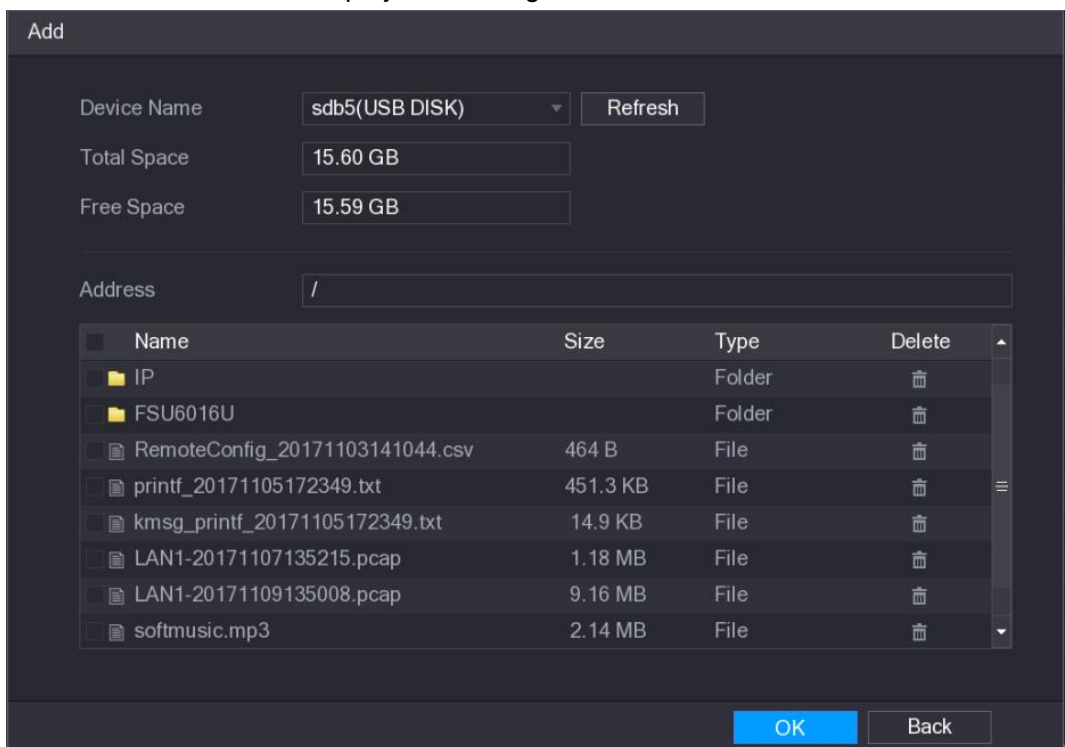 Add
Device Name sdb5(USB DISK) Refresh
Total Space 15.60 GB
Free Space 15.59 GB
Address /
Name Size Type Delete
IP Folder
FSU6016U Folder
RemoteConfig_20171103141044.csv 464 B File
printf_20171105172349.txt 451.3 KB File
kmsg_printf_20171105172349.txt 14.9 KB File
LAN1-20171107135215.pcap 1.18 MB File
LAN1-20171109135008.pcap 9.16 MB File
softmusic.mp3 2.14 MB File
OK Back